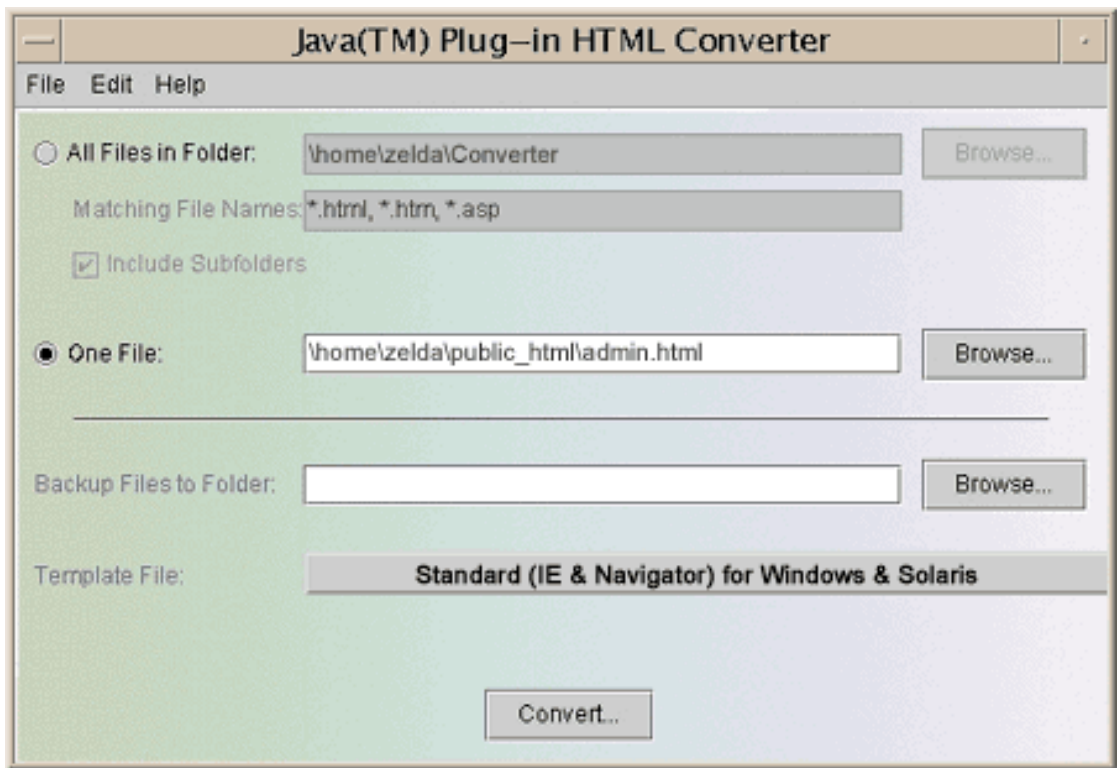 Java(TM) Plug-in HTML Converter
File Edit Help
All Files in Folder: \home\zelda\Converter Browse...
Matching File Names: *.html, *.htm, *.asp
Include Subfolders
One File: \home\zelda\public_html\admin.html Browse...
Backup Files to Folder: Browse...
Template File: Standard (IE & Navigator) for Windows & Solaris
Convert...